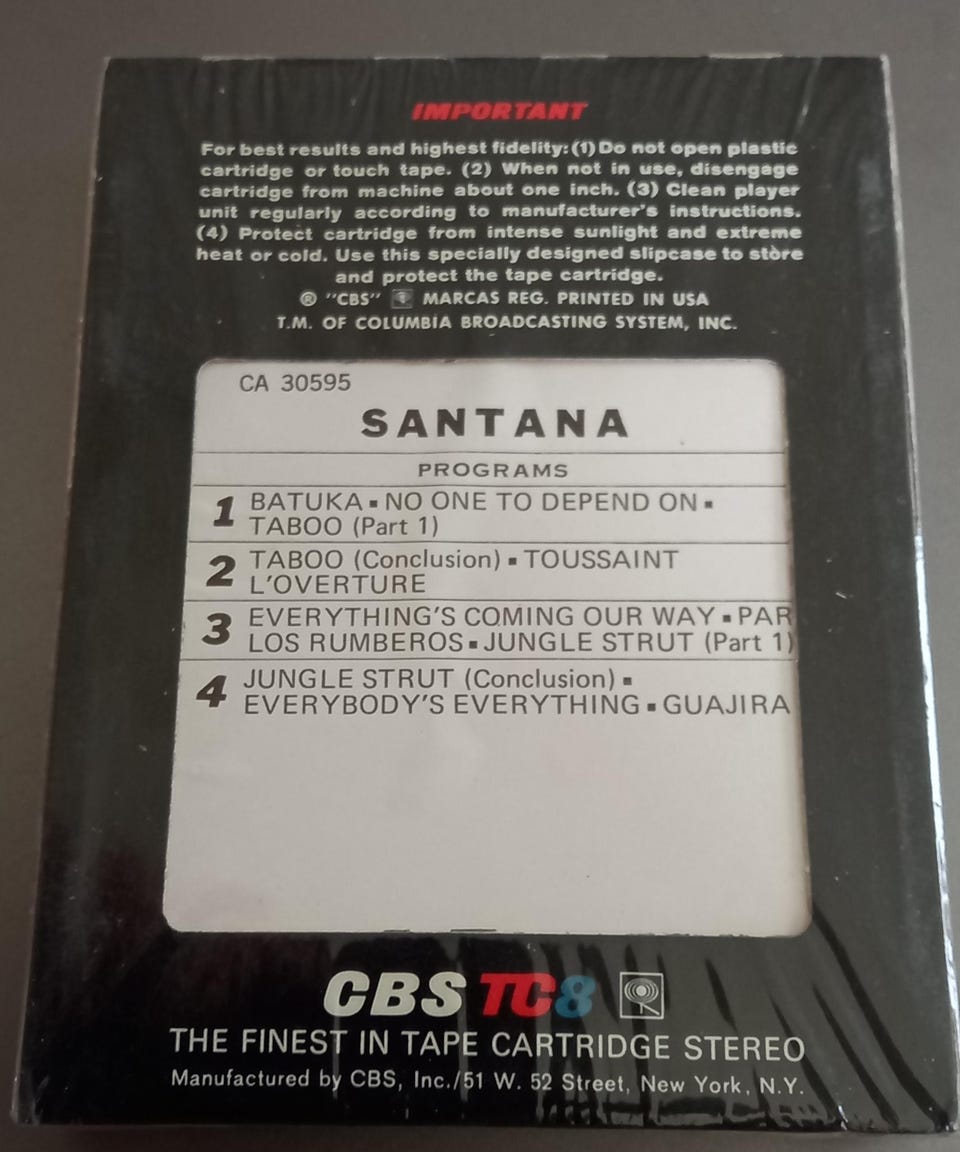 IMPORTANT
For best results and highest fidelity: (1) Do not open plastic
cartridge or touch tape. (2) When not in use, disengage
cartridge from machine about one inch. (3) Clean player
unit regularly according to manufacturer's instructions.
(4) Protect cartridge from intense sunlight and extreme
heat or cold. Use this specially designed slipcase to store
and protect the tape cartridge.
® "CBS" MARCAS REG. PRINTED IN USA
T.M. OF COLUMBIA BROADCASTING SYSTEM, INC.
CA 30595
SANTANA
PROGRAMS
1 BATUKA ▪ NO ONE TO DEPEND ON ▪
TABOO (Part 1)
2 TABOO (Conclusion) ▪ TOUSSAINT
L'OVERTURE
3 EVERYTHING'S COMING OUR WAY ▪ PAR
LOS RUMBEROS ▪ JUNGLE STRUT (Part 1)
4 JUNGLE STRUT (Conclusion) ▪
EVERYBODY'S EVERYTHING ▪ GUAJIRA
CBS TC8
THE FINEST IN TAPE CARTRIDGE STEREO
Manufactured by CBS, Inc./51 W. 52 Street, New York, N.Y.